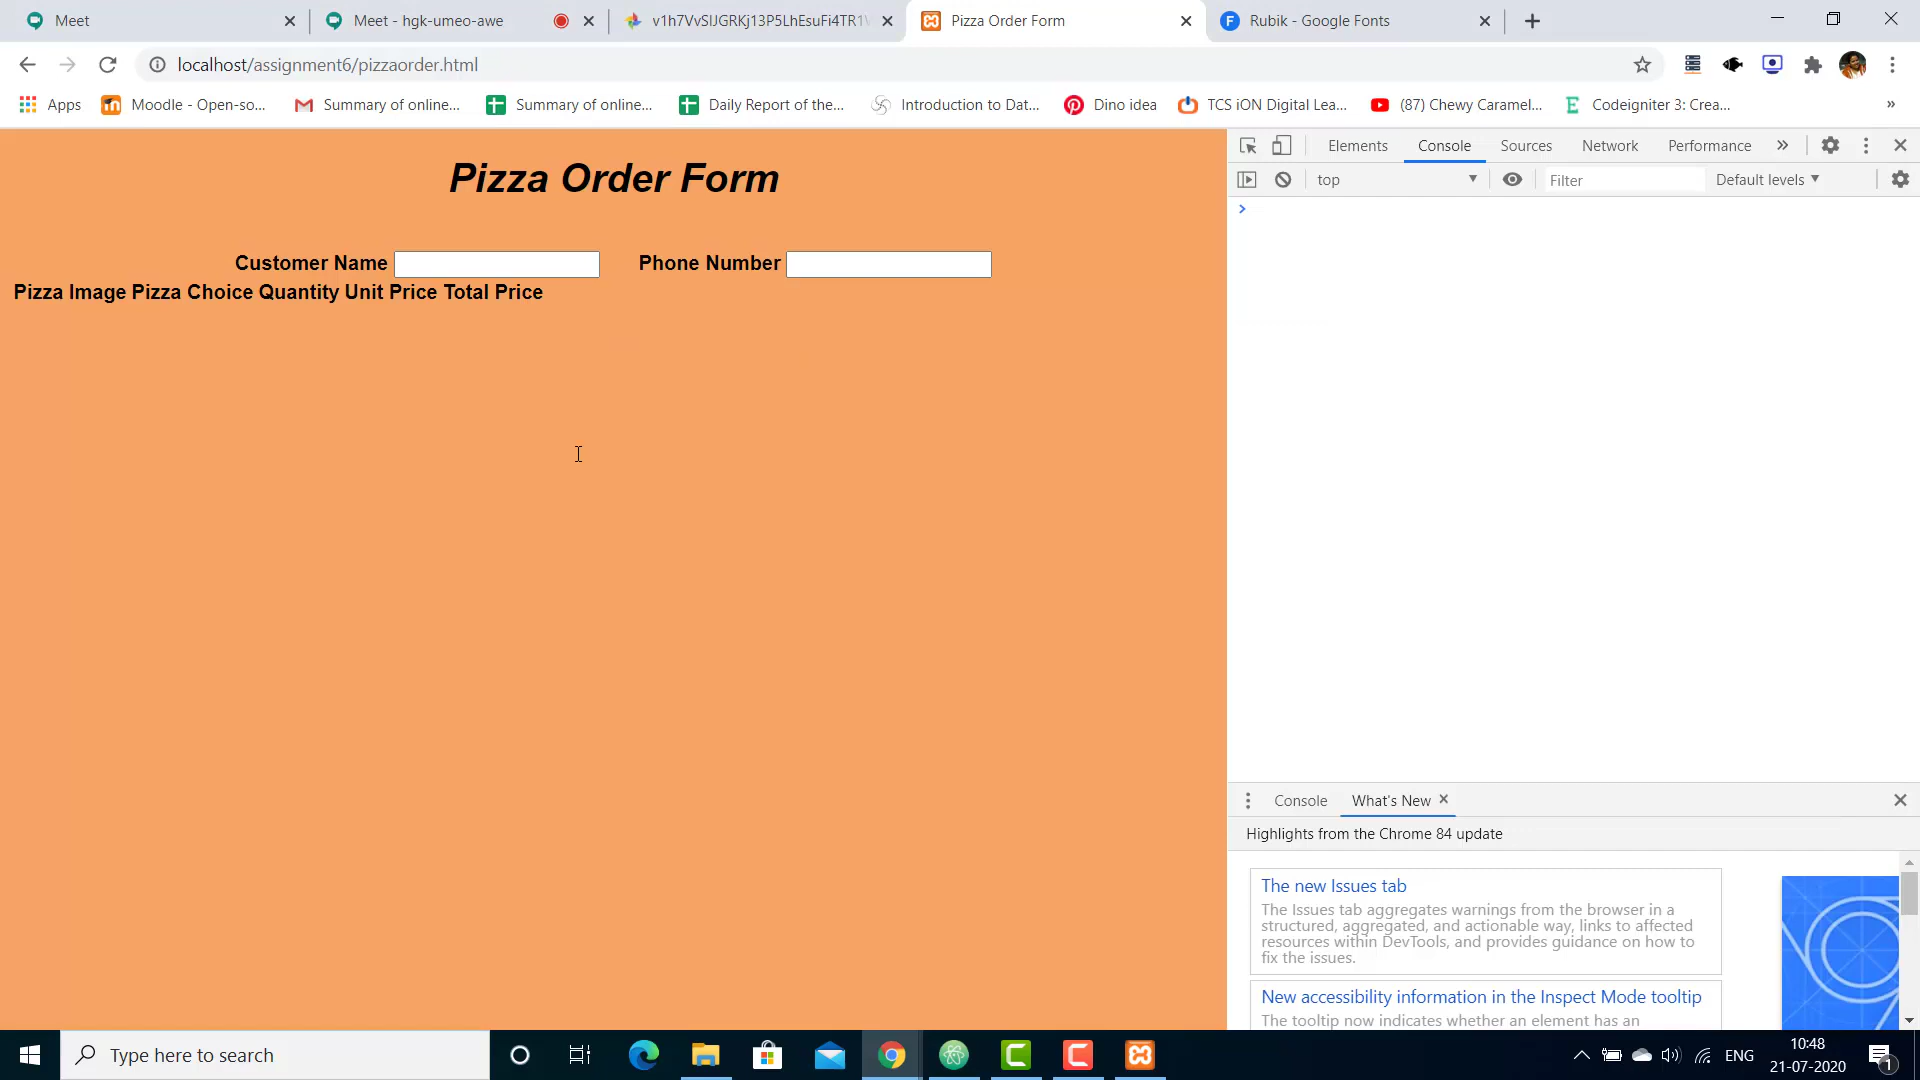 Meet
Meet - hgk-umeo-awe
Pizza Order Form
Rubik - Google Fonts
localhost/assignment6/pizzaorder.html
Apps
Moodle - Open-so...
Summary of online...
Summary of online...
Daily Report of the...
Introduction to Dat...
Dino idea
TCS iON Digital Lea...
(87) Chewy Caramel...
Codeigniter 3: Crea...
»
Pizza Order Form
Customer Name Phone Number
Pizza Image Pizza Choice Quantity Unit Price Total Price
Elements Console Sources Network Performance »
top Filter Default levels
Console What's New
Highlights from the Chrome 84 update
The new Issues tab
The Issues tab aggregates warnings from the browser in a
structured, aggregated, and actionable way, links to affected
resources within DevTools, and provides guidance on how to
fix the issues.
New accessibility information in the Inspect Mode tooltip
The tooltip now indicates whether an element has an
Type here to search
ENG
10:48
21-07-2020
1